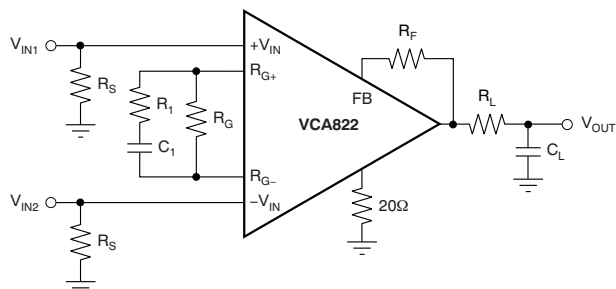 V_IN1
+V_IN
R_F
R_S
R_G+
R_1
R_G
FB
R_L
VCA822
V_OUT
C_1
C_L
R_G−
V_IN2
−V_IN
20Ω
R_S